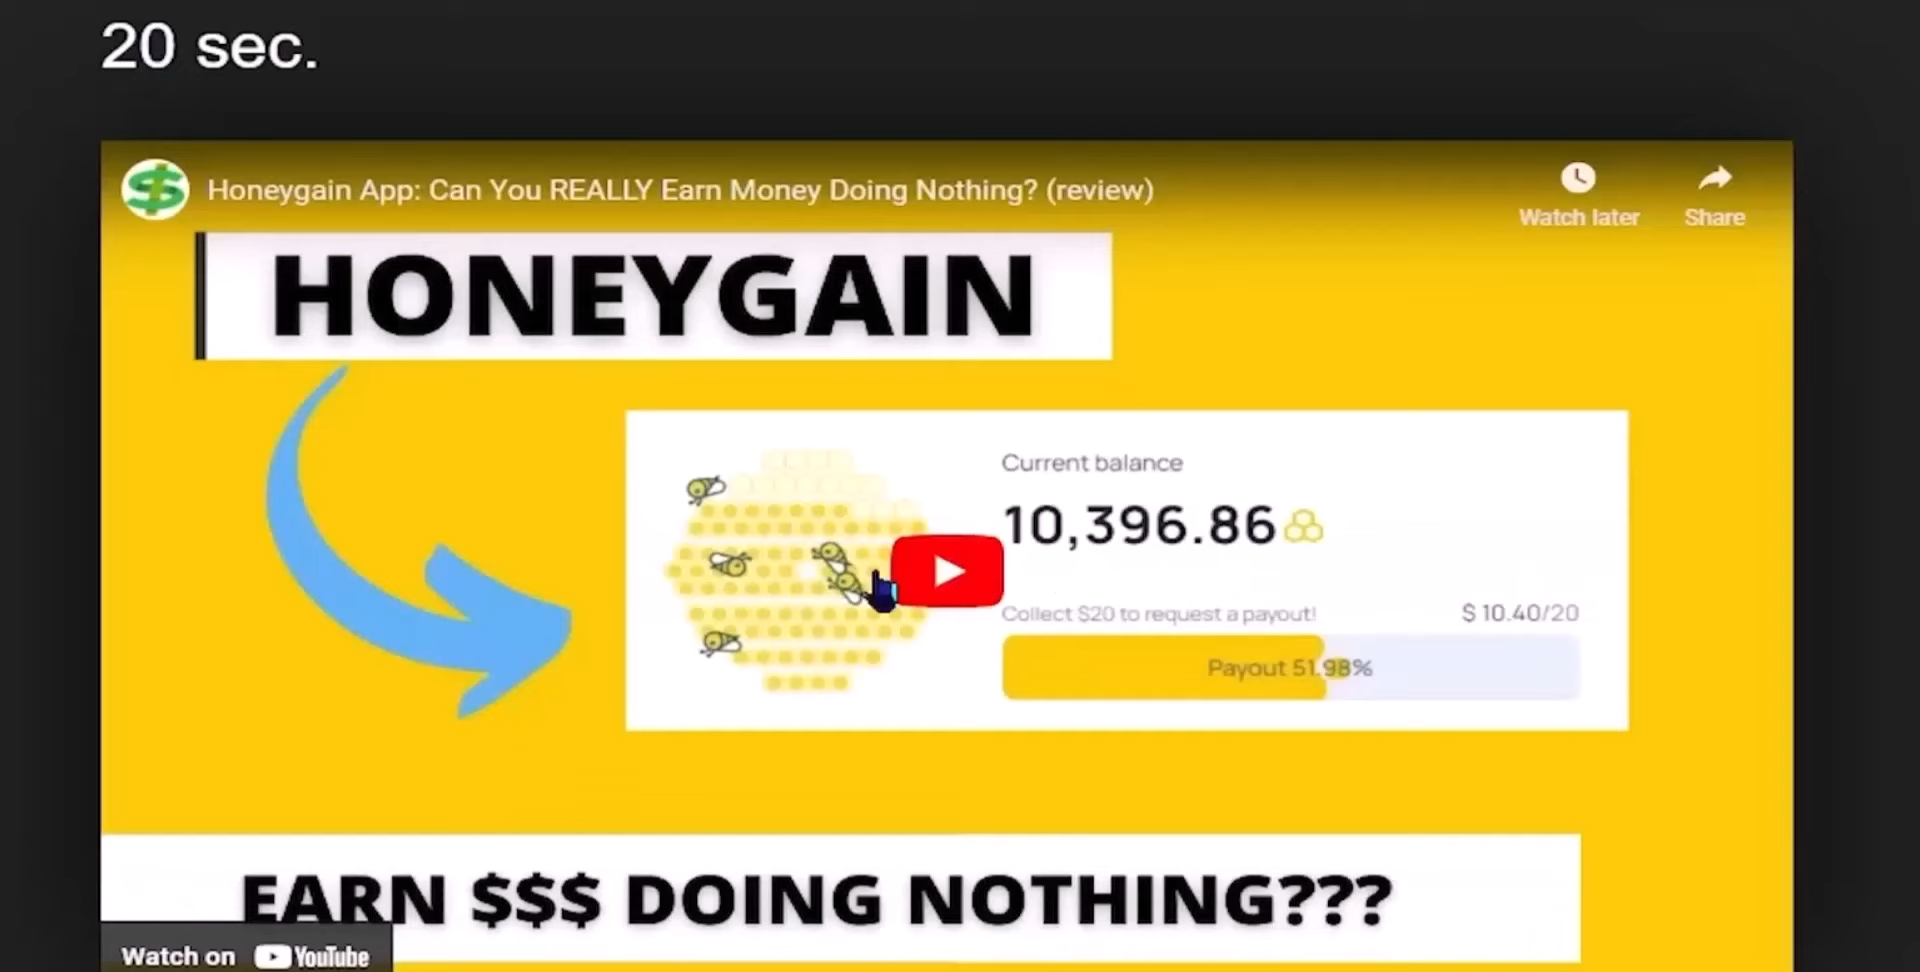 20 sec.
Honeygain App: Can You REALLY Earn Money Doing Nothing? (review)
Watch later
Share
HONEYGAIN
Current balance
10,396.86
Collect $20 to request a payout!
$ 10.40/20
Payout 51.98%
EARN $$$ DOING NOTHING???
Watch on YouTube